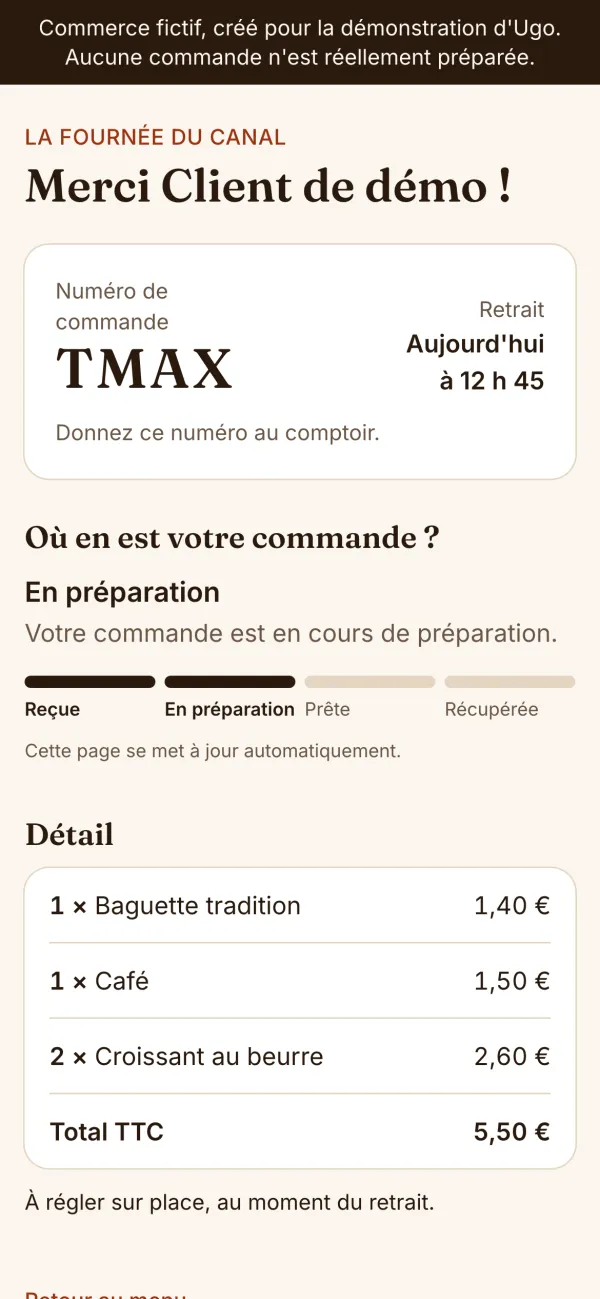 Commerce fictif, créé pour la démonstration d'Ugo.
Aucune commande n'est réellement préparée.
LA FOURNÉE DU CANAL
Merci Client de démo !
Numéro de
commande
TMAX
Retrait
Aujourd'hui
à 12 h 45
Donnez ce numéro au comptoir.
Où en est votre commande ?
En préparation
Votre commande est en cours de préparation.
Reçue En préparation Prête Récupérée
Cette page se met à jour automatiquement.
Détail
1 × Baguette tradition 1,40 €
1 × Café 1,50 €
2 × Croissant au beurre 2,60 €
Total TTC 5,50 €
À régler sur place, au moment du retrait.
Retour au menu